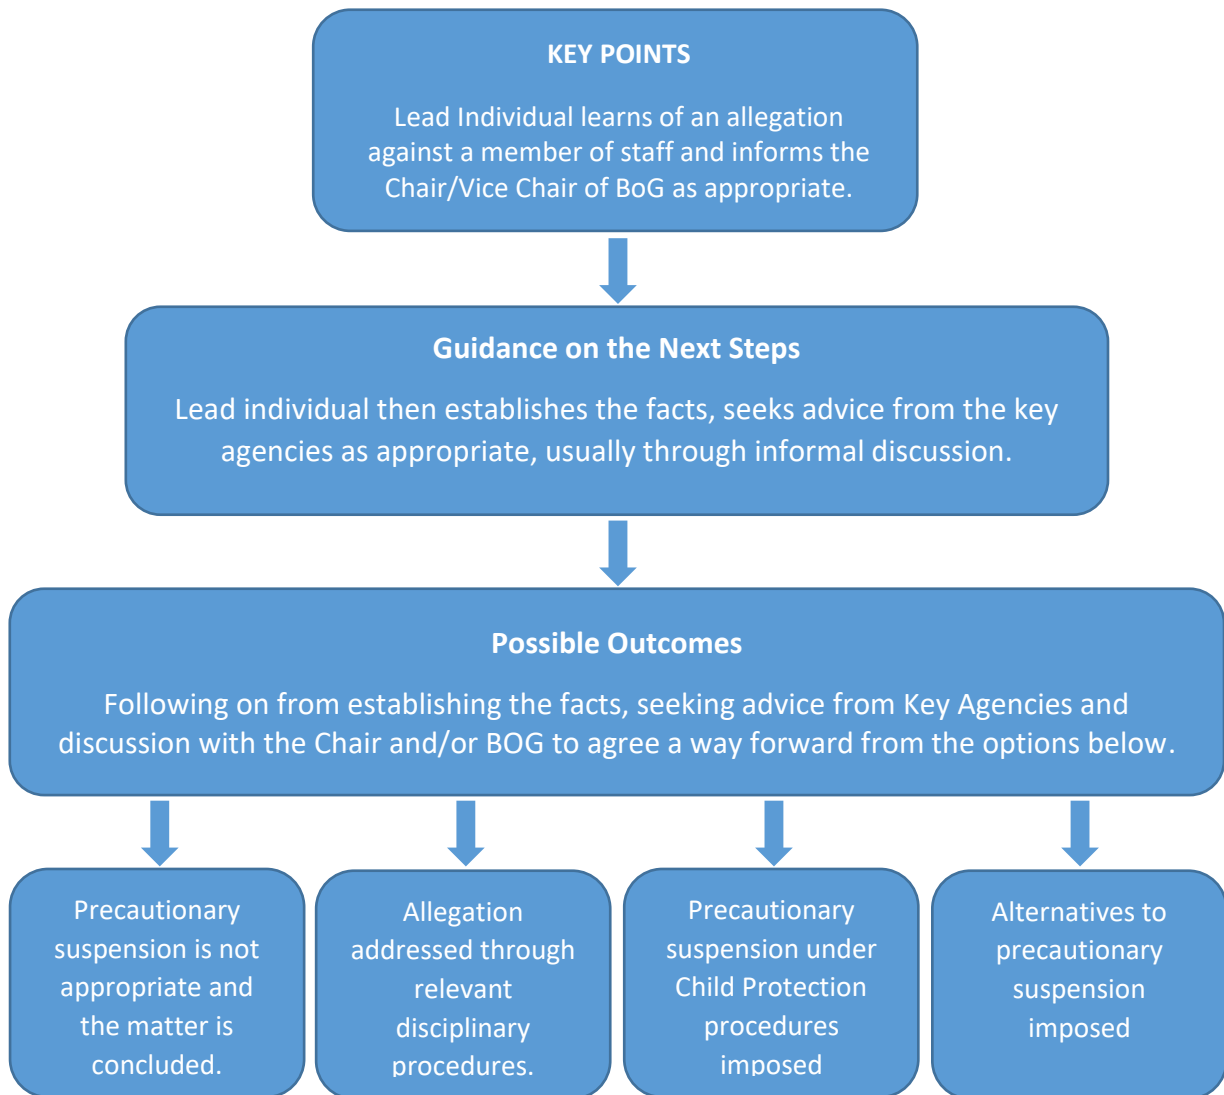 KEY POINTS
Lead Individual learns of an allegation
against a member of staff and informs the
Chair/Vice Chair of BoG as appropriate.
Guidance on the Next Steps
Lead individual then establishes the facts, seeks advice from the key
agencies as appropriate, usually through informal discussion.
Possible Outcomes
Following on from establishing the facts, seeking advice from Key Agencies and
discussion with the Chair and/or BOG to agree a way forward from the options below.
Precautionary
suspension is not
appropriate and
the matter is
concluded.
Allegation
addressed through
relevant
disciplinary
procedures.
Precautionary
suspension under
Child Protection
procedures
imposed
Alternatives to
precautionary
suspension
imposed